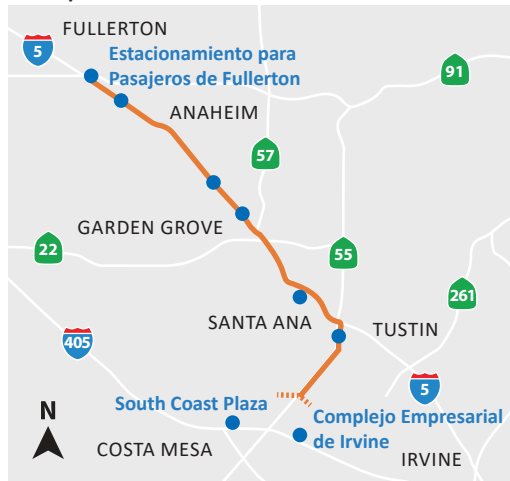 FULLERTON
5
Estacionamiento para
Pasajeros de Fullerton
91
ANAHEIM
57
GARDEN GROVE
22
55
261
SANTA ANA
TUSTIN
405
5
N
South Coast Plaza
Complejo Empresarial
de Irvine
COSTA MESA
IRVINE